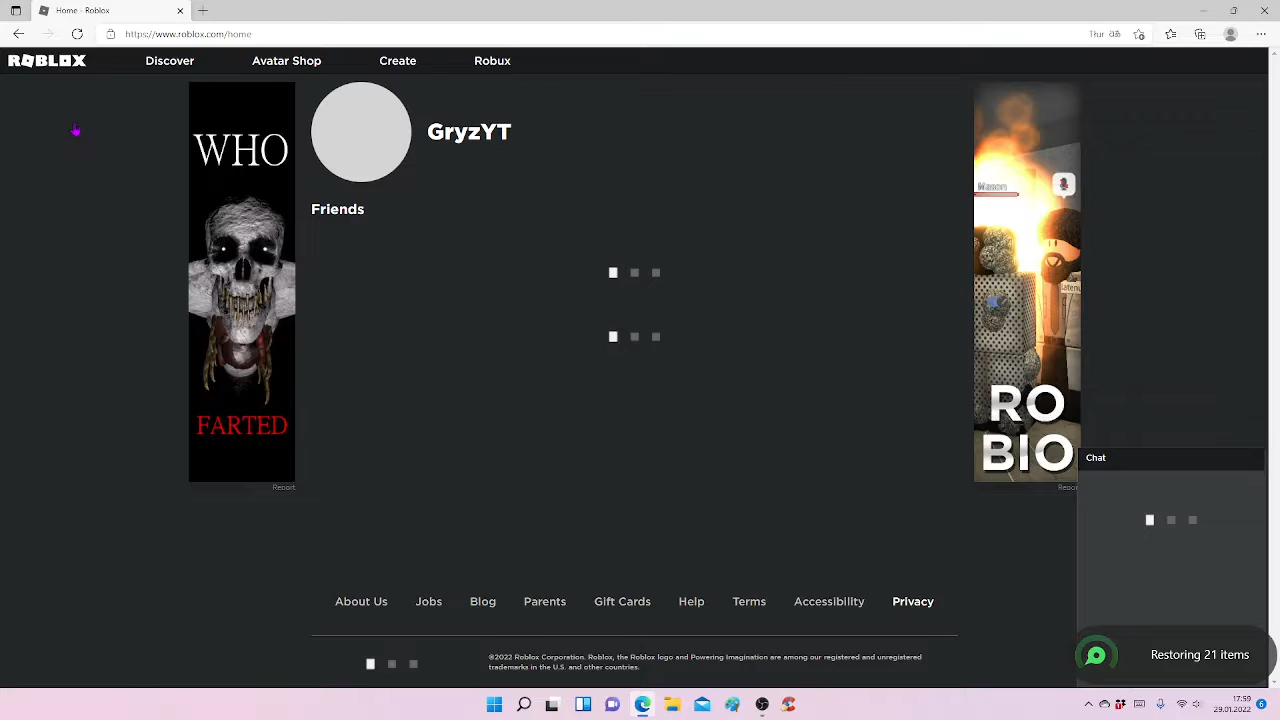 Home - Roblox
https://www.roblox.com/home
ROBLOX
Discover
Avatar Shop
Create
Robux
WHO
FARTED
Report
GryzYT
Friends
Mason
RO
BIO
Report
Chat
About Us
Jobs
Blog
Parents
Gift Cards
Help
Terms
Accessibility
Privacy
©2022 Roblox Corporation. Roblox, the Roblox logo and Powering Imagination are among our registered and unregistered
trademarks in the U.S. and other countries.
Restoring 21 items
17:59
29.01.2022
6